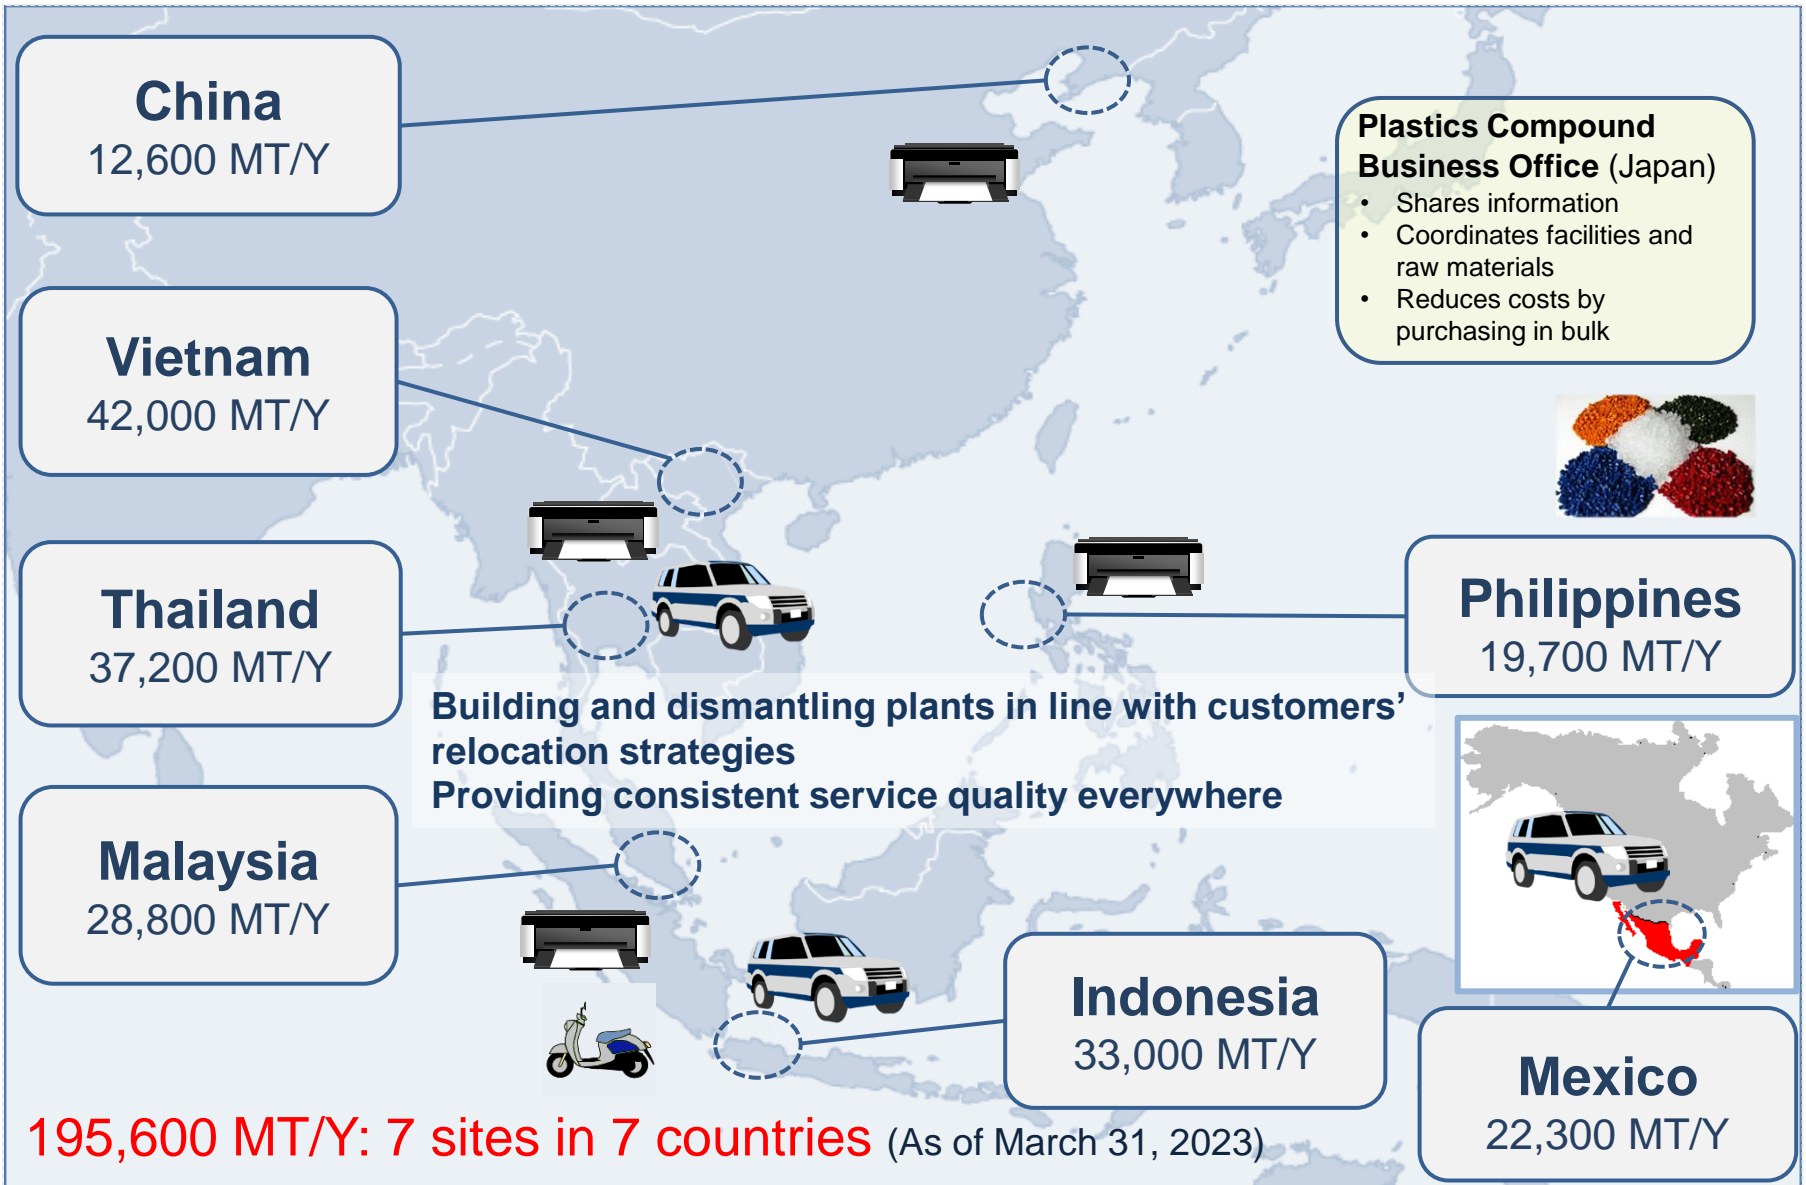 China
12,600 MT/Y
Plastics Compound
Business Office (Japan)
• Shares information
• Coordinates facilities and
raw materials
• Reduces costs by
purchasing in bulk
Vietnam
42,000 MT/Y
Thailand
37,200 MT/Y
Philippines
19,700 MT/Y
Building and dismantling plants in line with customers’
relocation strategies
Providing consistent service quality everywhere
Malaysia
28,800 MT/Y
Indonesia
33,000 MT/Y
Mexico
22,300 MT/Y
195,600 MT/Y: 7 sites in 7 countries (As of March 31, 2023)